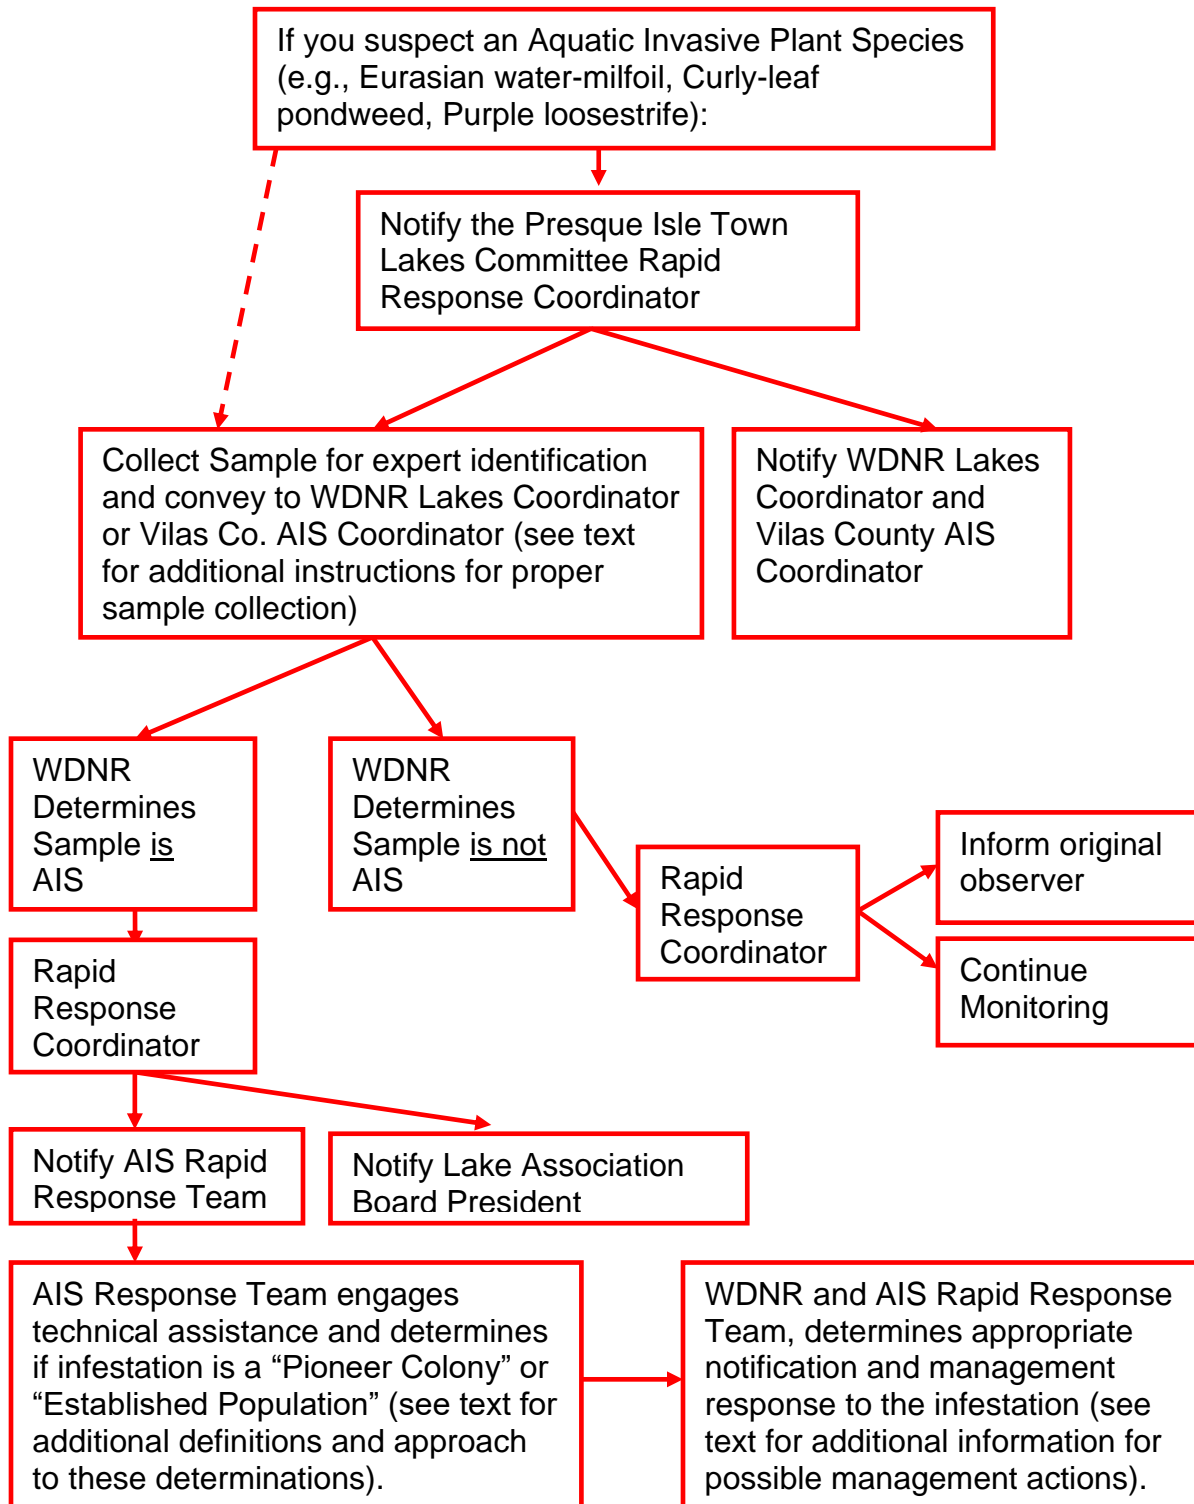 If you suspect an Aquatic Invasive Plant Species
(e.g., Eurasian water-milfoil, Curly-leaf
pondweed, Purple loosestrife):
Notify the Presque Isle Town
Lakes Committee Rapid
Response Coordinator
Collect Sample for expert identification
and convey to WDNR Lakes Coordinator
or Vilas Co. AIS Coordinator (see text
for additional instructions for proper
sample collection)
Notify WDNR Lakes
Coordinator and
Vilas County AIS
Coordinator
WDNR
Determines
Sample is
AIS
WDNR
Determines
Sample is not
AIS
Rapid
Response
Coordinator
Inform original
observer
Continue
Monitoring
Rapid
Response
Coordinator
Notify AIS Rapid
Response Team
Notify Lake Association
Board President
AIS Response Team engages
technical assistance and determines
if infestation is a “Pioneer Colony” or
“Established Population” (see text for
additional definitions and approach
to these determinations).
WDNR and AIS Rapid Response
Team, determines appropriate
notification and management
response to the infestation (see
text for additional information for
possible management actions).